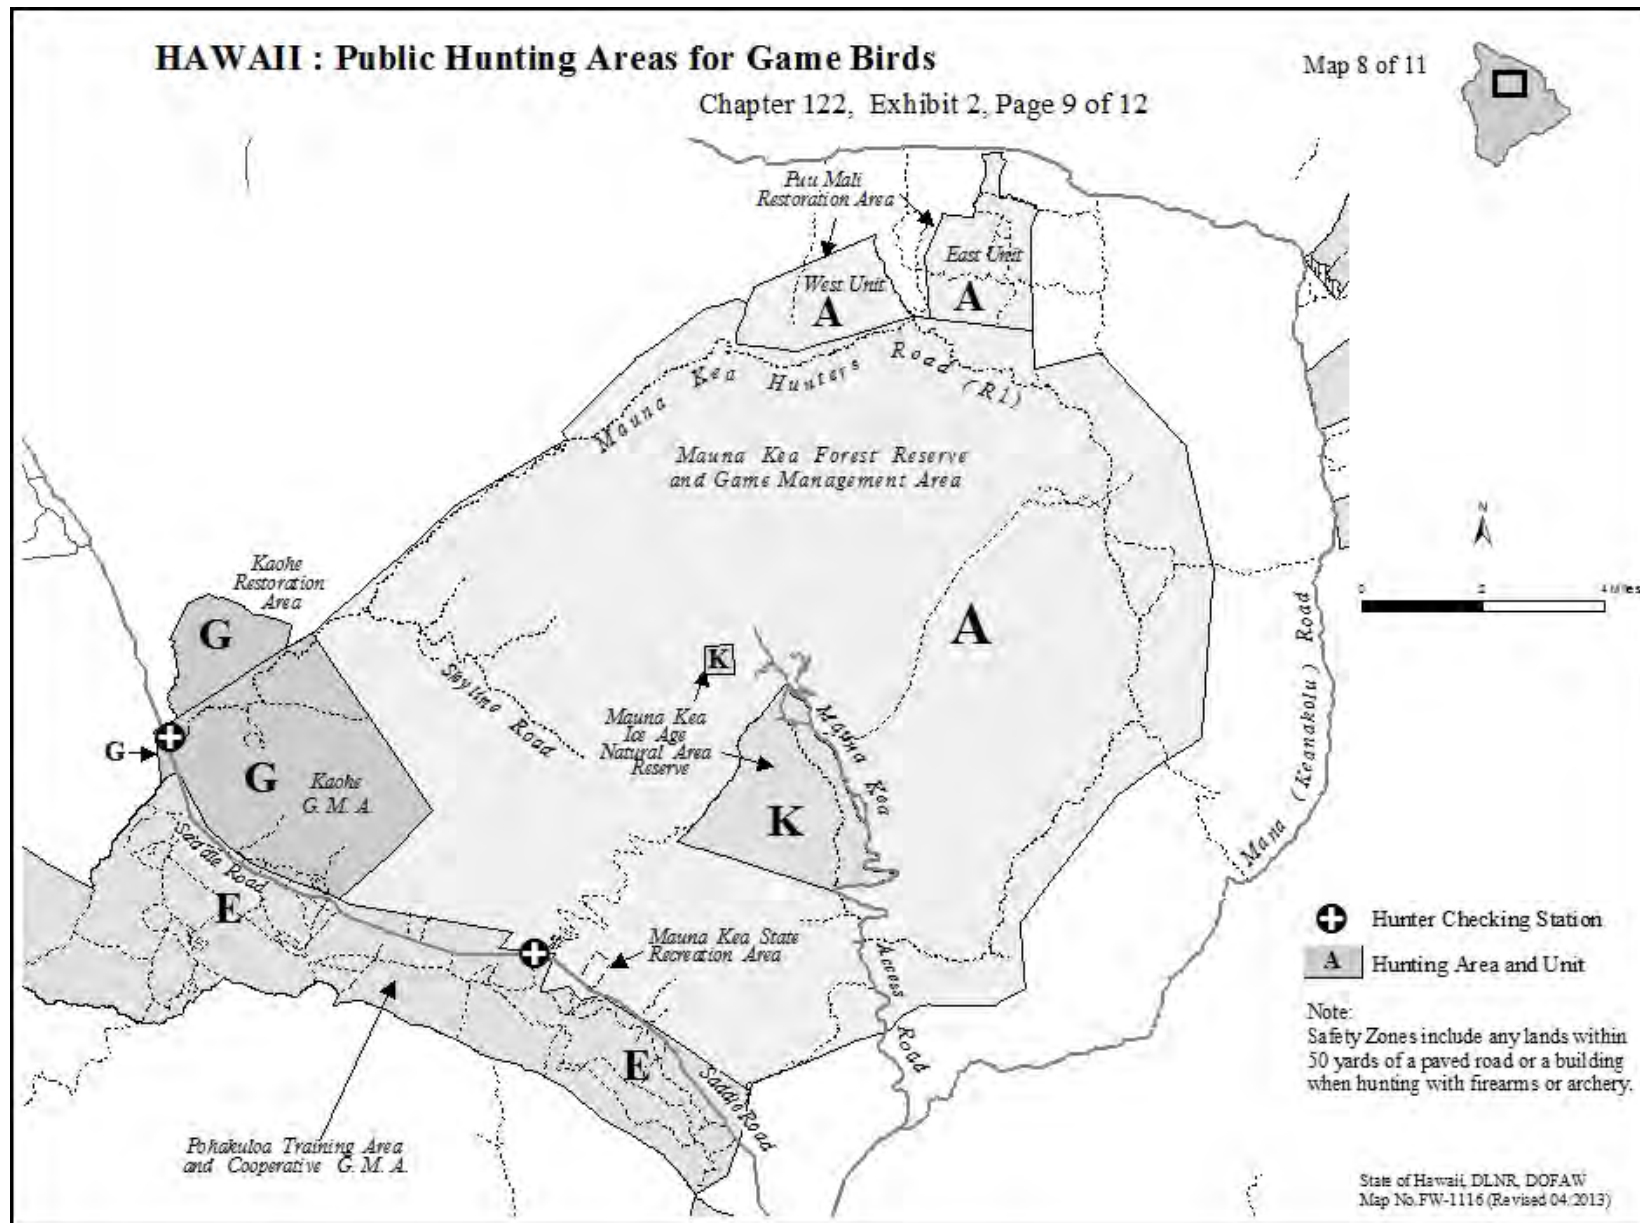 HAWAII : Public Hunting Areas for Game Birds
Map 8 of 11
Chapter 122, Exhibit 2, Page 9 of 12
Puu Mali
Restoration Area
East Unit
A
West Unit
A
Mauna Kea Hunters Road (R1)
Mauna Kea Forest Reserve
and Game Management Area
N
0
4 Miles
Kaohe
Restoration
Area
G
A
K
Skyline Road
Mauna Kea
Ice Age
Natural Area
Reserve
Mauna Kea Access Road
Mana (Keanakolu) Road
G
G
Kaohe
G. M. A.
K
Saddle Road
E
Mauna Kea State
Recreation Area
E
Saddle Road
Pohakuloa Training Area
and Cooperative G. M. A.
Hunter Checking Station
A
Hunting Area and Unit
Note:
Safety Zones include any lands within
50 yards of a paved road or a building
when hunting with firearms or archery.
State of Hawaii, DLNR, DOFAW
Map No.FW-1116 (Revised 04/2013)